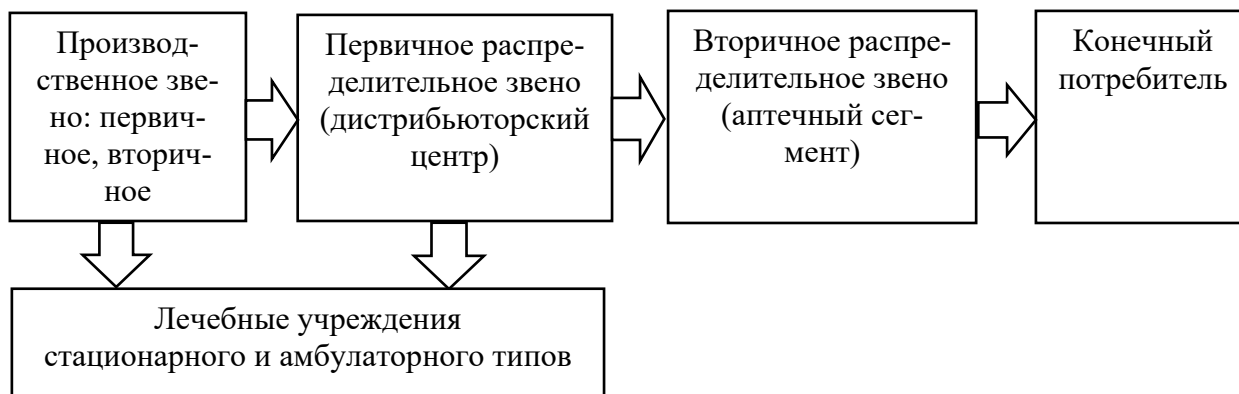 Производ-
ственное зве-
но: первич-
ное, вторич-
ное
Первичное распре-
делительное звено
(дистрибьюторский
центр)
Вторичное распре-
делительное звено
(аптечный сег-
мент)
Конечный
потребитель
Лечебные учреждения
стационарного и амбулаторного типов